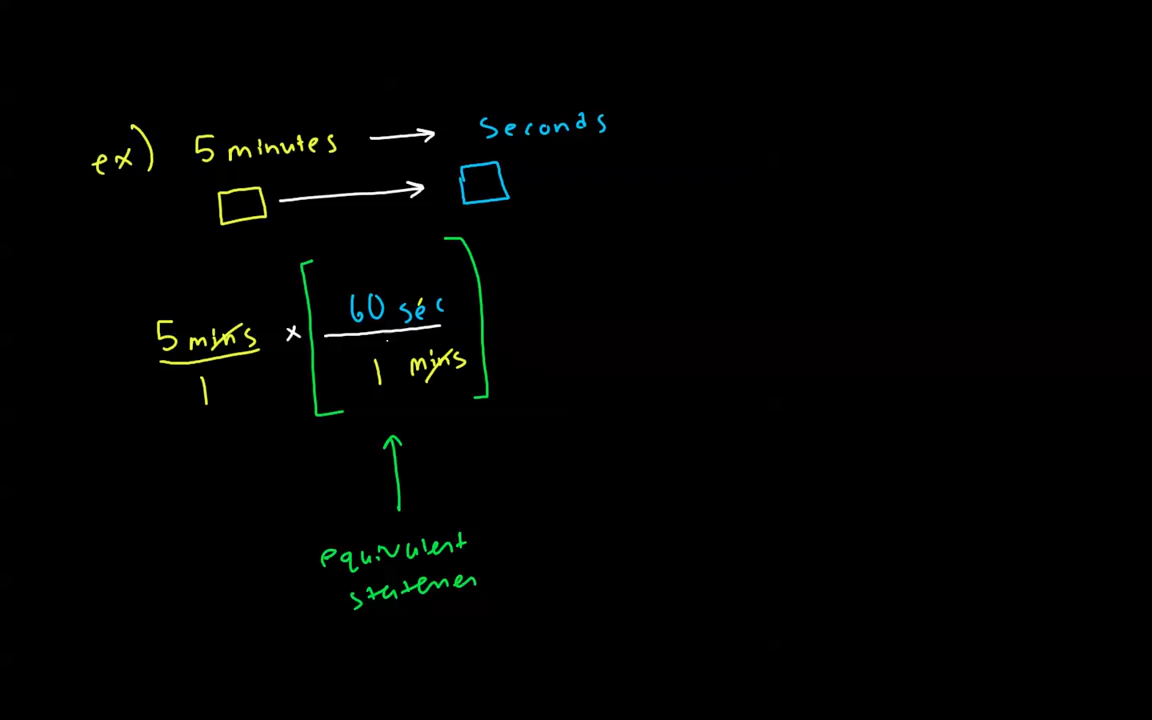 ex) 5 minutes → seconds
→
5 mins × [ 60 sec
1 1 mins ]
equivalent
statemen